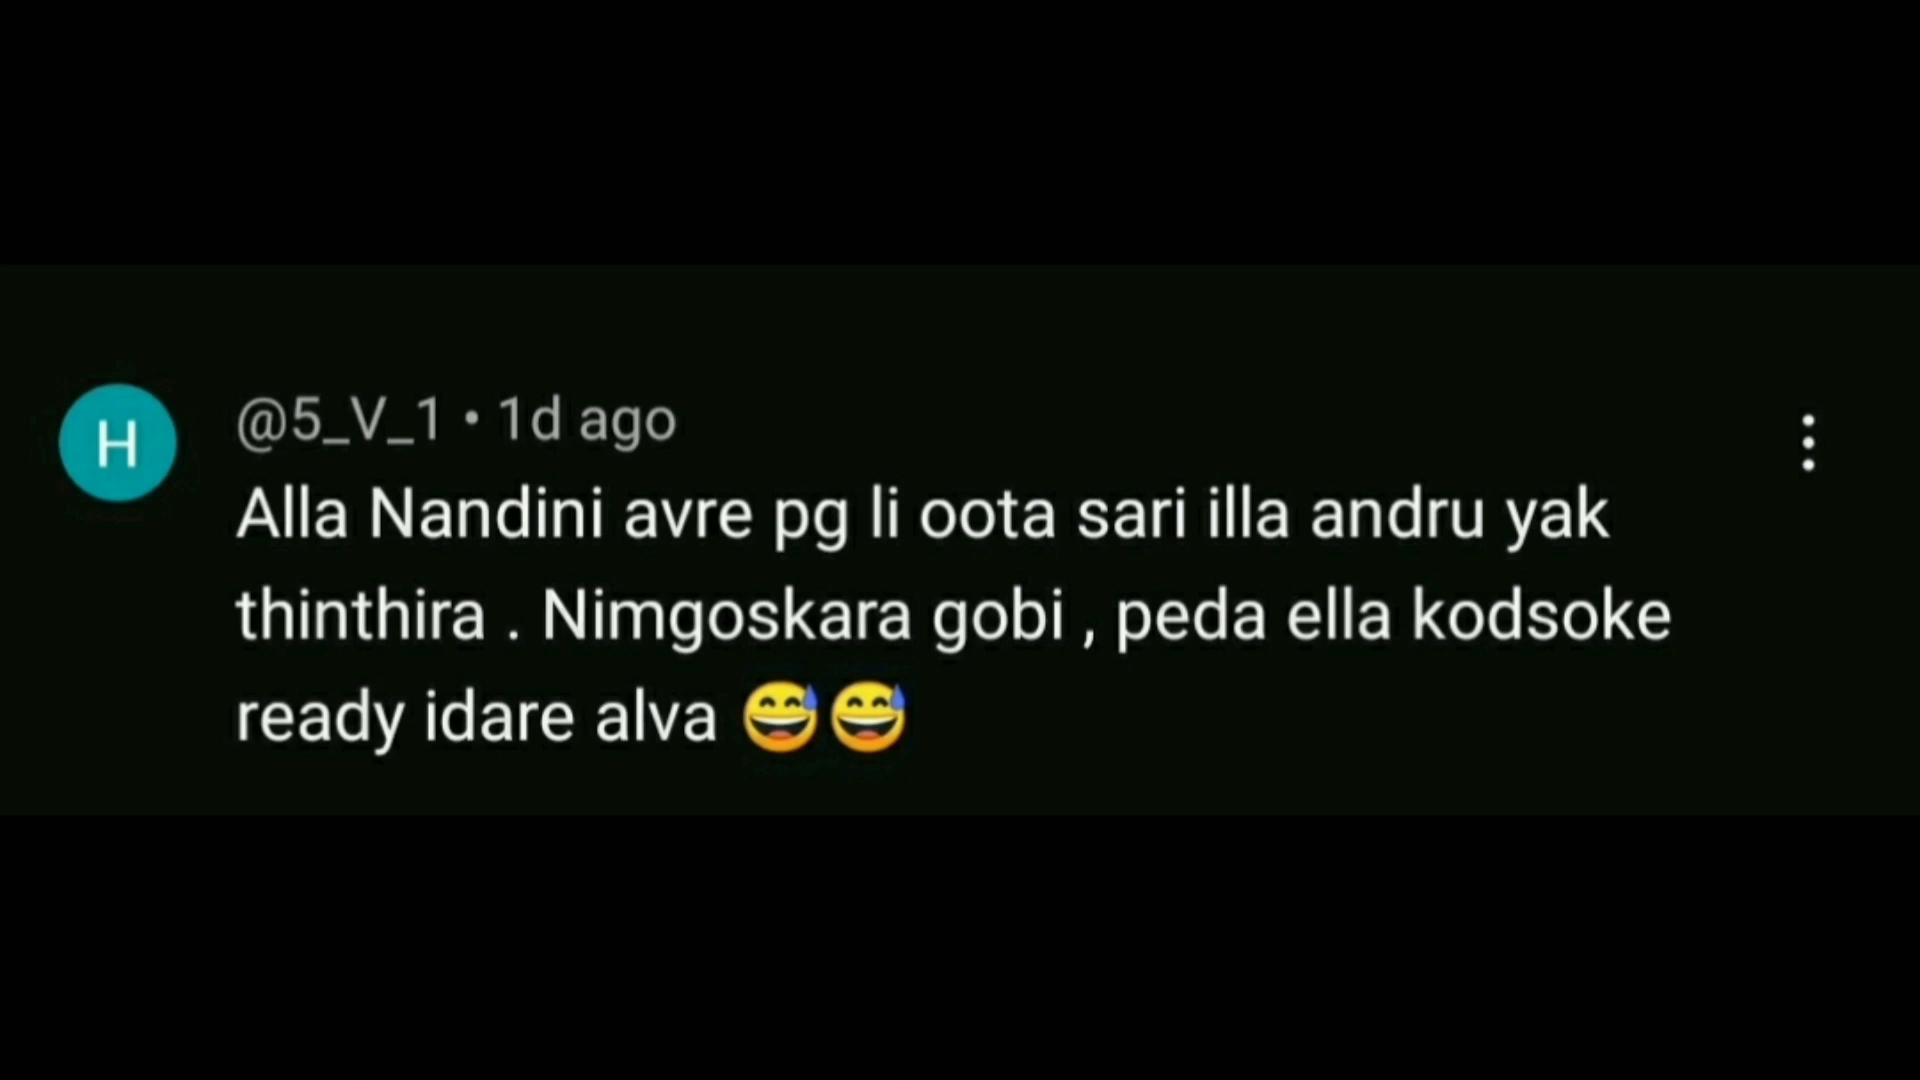 H
@5_V_1 • 1d ago
Alla Nandini avre pg li oota sari illa andru yak
thinthira . Nimgoskara gobi , peda ella kodsoke
ready idare alva 😅😅